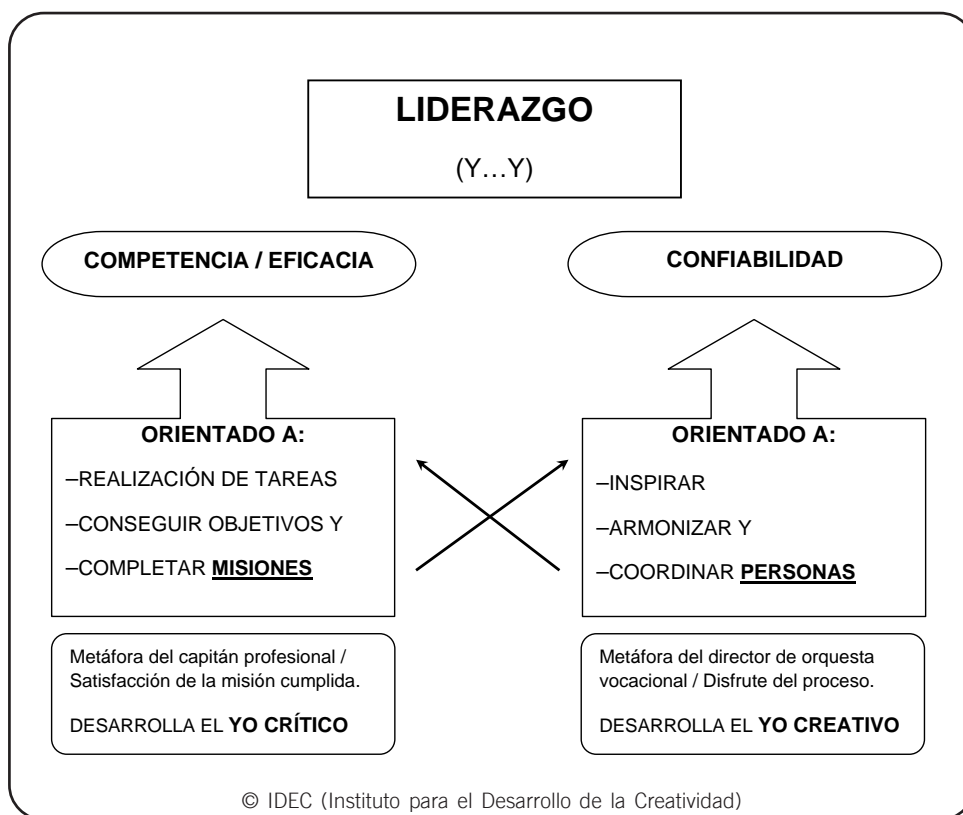 LIDERAZGO
(Y…Y)
COMPETENCIA / EFICACIA
CONFIABILIDAD
ORIENTADO A:
–REALIZACIÓN DE TAREAS
–CONSEGUIR OBJETIVOS Y
–COMPLETAR MISIONES
ORIENTADO A:
–INSPIRAR
–ARMONIZAR Y
–COORDINAR PERSONAS
Metáfora del capitán profesional /
Satisfacción de la misión cumplida.
DESARROLLA EL YO CRÍTICO
Metáfora del director de orquesta
vocacional / Disfrute del proceso.
DESARROLLA EL YO CREATIVO
© IDEC (Instituto para el Desarrollo de la Creatividad)